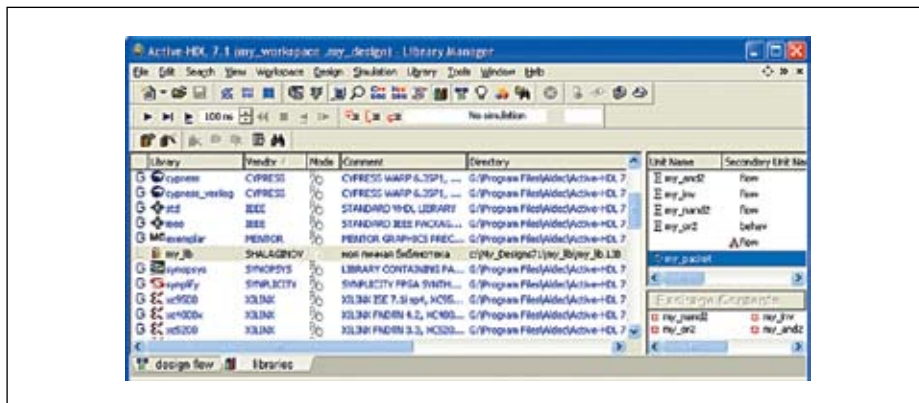 Active-HDL 7.1 (my_workspace ,my_design) - Library Manager
File Edit Search View Workspace Design Simulation Library Tools Window Help
100 ns No simulation
Library Vendor / Mode Comment Directory
cypress CYPRESS CYPRESS WARP 6.3SP1, ... G:\Program Files\Aldec\Active-HDL 7
cypress_verilog CYPRESS CYPRESS WARP 6.3SP1, ... G:\Program Files\Aldec\Active-HDL 7
std IEEE STANDARD VHDL LIBRARY G:\Program Files\Aldec\Active-HDL 7
ieee IEEE STANDARD IEEE PACKAG... G:\Program Files\Aldec\Active-HDL 7
exemplar MENTOR MENTOR GRAPHICS PREC... G:\Program Files\Aldec\Active-HDL 7
my_lib SHALAGINOV моя личная библиотека c:\My_Designs71\my_lib\my_lib.LIB
synopsys SYNOPSYS LIBRARY CONTAINING PA... G:\Program Files\Aldec\Active-HDL 7
synplify SYNPLICITY SYNPLICITY FPGA SYNTH... G:\Program Files\Aldec\Active-HDL 7
xc9500 XILINX XILINX ISE 7.1i sp4, XC95... G:\Program Files\Aldec\Active-HDL 7
xc4000x XILINX XILINX FNDTN 4.2, G:\Program Files\Aldec\Active-HDL 7
xc5200 XILINX XILINX FNDTN 3.3, G:\Program Files\Aldec\Active-HDL 7
Unit Name Secondary Unit Na
my_and2 flow
my_inv flow
my_nand2 flow
my_or2 behav
flow
my_packet
Package Contents
my_nand2 my_inv
my_or2 my_and2
design flow libraries